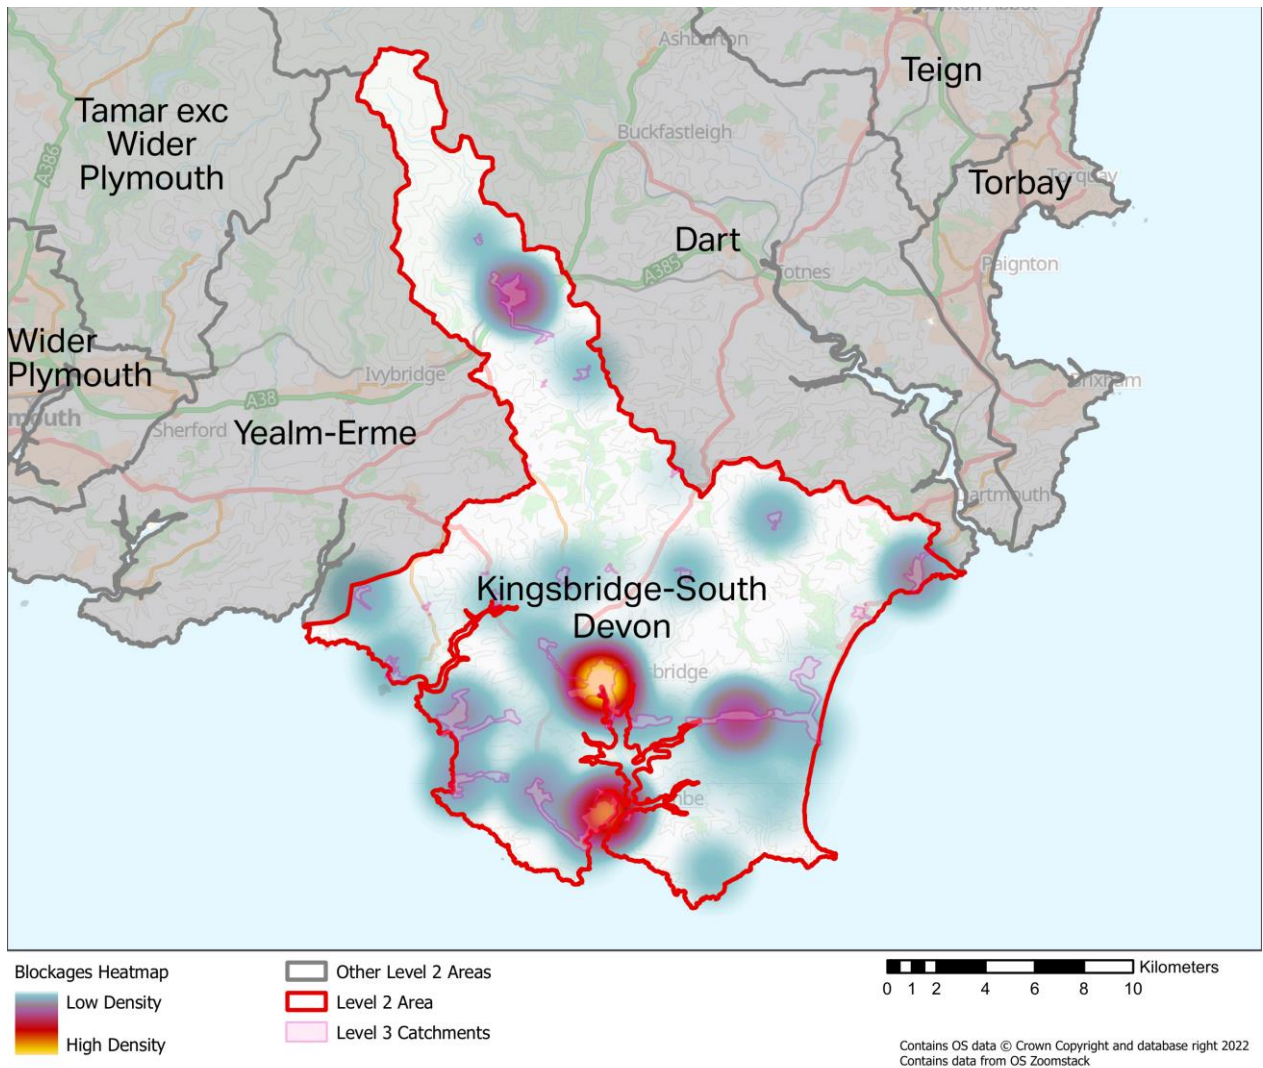 Ashburton
Teign
Tamar exc
Wider
Plymouth
A386
Buckfastleigh
Torbay
Torquay
Dart
A385
Paignton
Wider
Plymouth
Ivybridge
Brixham
A38
Sherford
Yealm-Erme
Kingsbridge-South
Devon
sbridge
Blockages Heatmap
Low Density
High Density
Other Level 2 Areas
Level 2 Area
Level 3 Catchments
Kilometers
0 1 2 4 6 8 10
Contains OS data © Crown Copyright and database right 2022
Contains data from OS Zoomstack